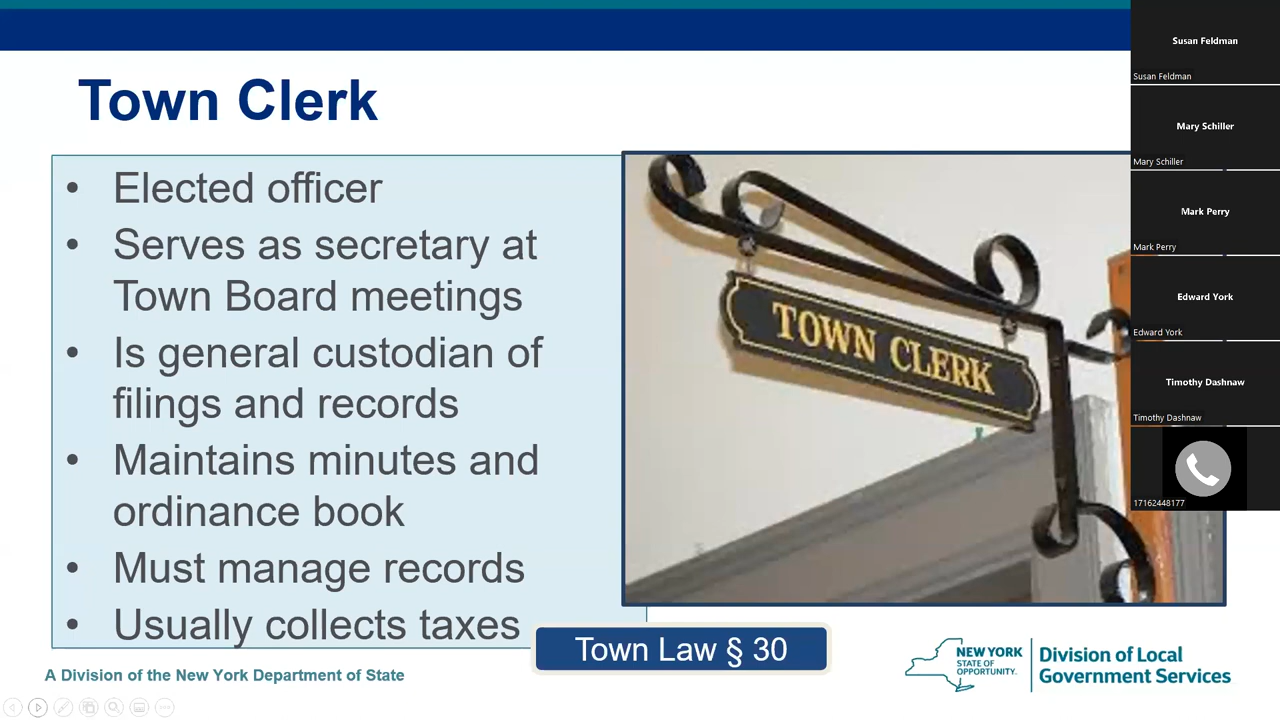 Town Clerk
• Elected officer
• Serves as secretary at
Town Board meetings
• Is general custodian of
filings and records
• Maintains minutes and
ordinance book
• Must manage records
• Usually collects taxes
TOWN CLERK
Town Law § 30
A Division of the New York Department of State
NEW YORK
STATE OF
OPPORTUNITY.
Division of Local
Government Services
Susan Feldman
Susan Feldman
Mary Schiller
Mary Schiller
Mark Perry
Mark Perry
Edward York
Edward York
Timothy Dashnaw
Timothy Dashnaw
17162448177